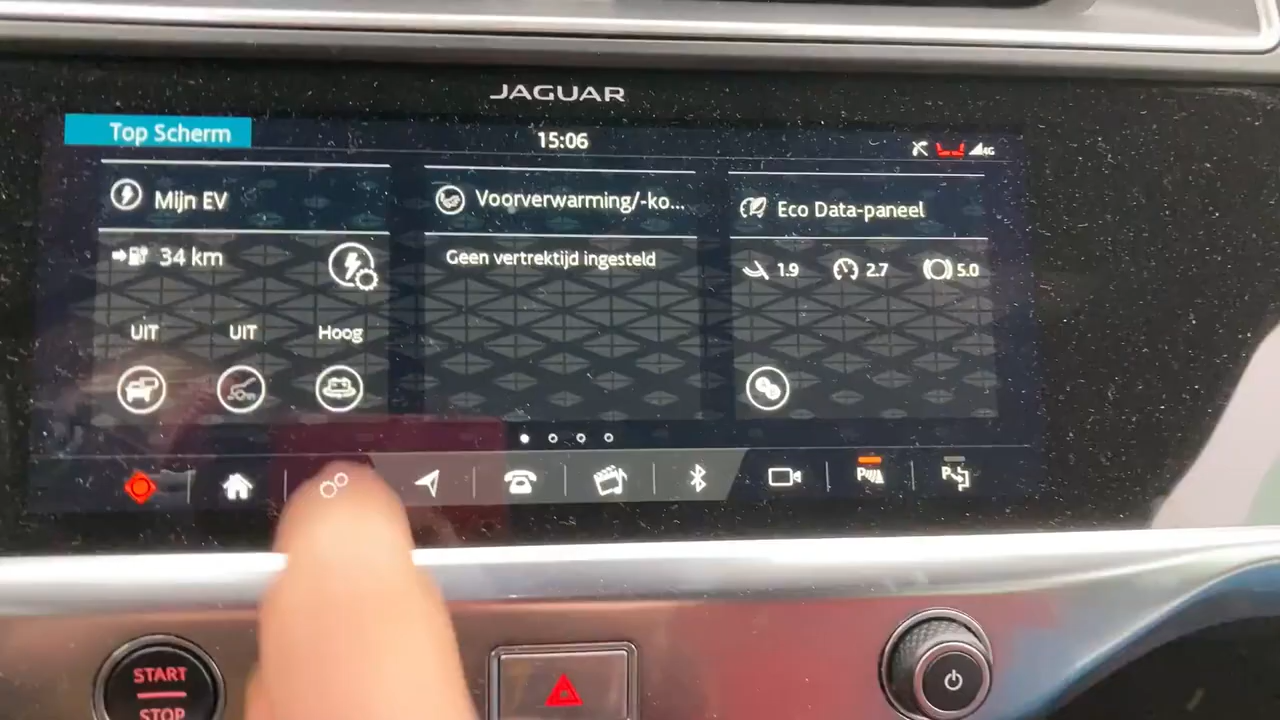 JAGUAR
Top Scherm
15:06
4G
Mijn EV
Voorverwarming/-ko...
Eco Data-paneel
34 km
Geen vertrektijd ingesteld
1.9
2.7
5.0
UIT
UIT
Hoog
START
STOP